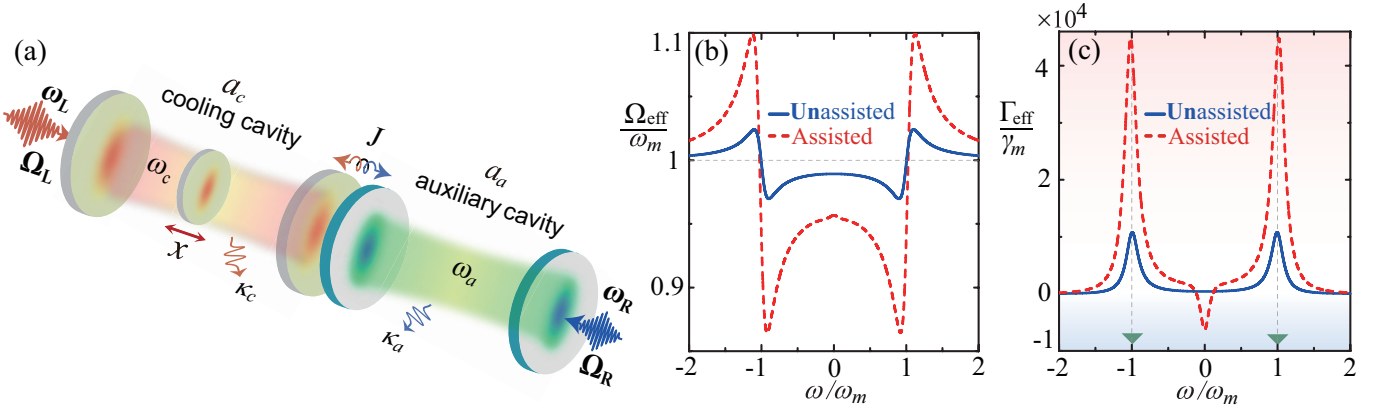 (a)
ω_L
Ω_L
ω_c
x
κ_c
a_c
cooling cavity
J
a_a
auxiliary cavity
ω_a
κ_a
ω_R
Ω_R
(b)
1.1
Ω_eff
ω_m
1
0.9
Unassisted
Assisted
-2 -1 0 1 2
ω/ω_m
×10⁴
(c)
4
Γ_eff
γ_m
2
0
-1
Unassisted
Assisted
-2 -1 0 1 2
ω/ω_m